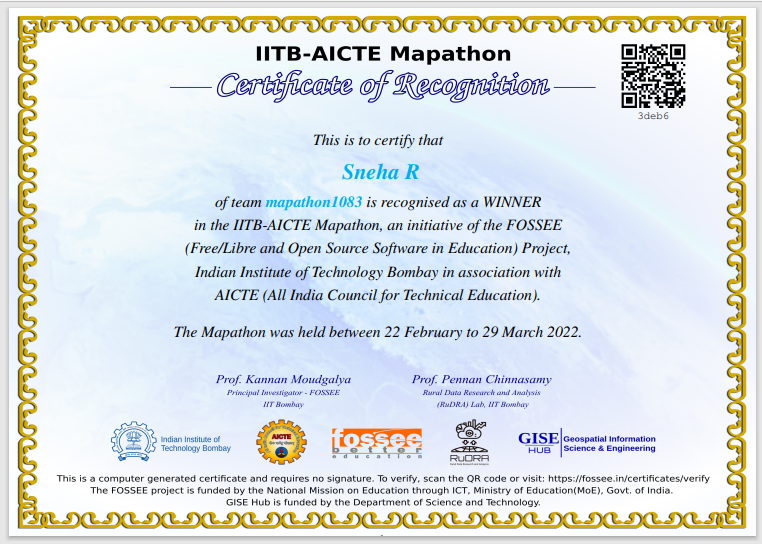 IITB-AICTE Mapathon
Certificate of Recognition
3deb6
This is to certify that
Sneha R
of team mapathon1083 is recognised as a WINNER
in the IITB-AICTE Mapathon, an initiative of the FOSSEE
(Free/Libre and Open Source Software in Education) Project,
Indian Institute of Technology Bombay in association with
AICTE (All India Council for Technical Education).
The Mapathon was held between 22 February to 29 March 2022.
Prof. Kannan Moudgalya
Principal Investigator - FOSSEE
IIT Bombay
Prof. Pennan Chinnasamy
Rural Data Research and Analysis
(RuDRA) Lab, IIT Bombay
Indian Institute of
Technology Bombay
AICTE
fossee
better
education
RuDRA
GISE
HUB
Geospatial Information
Science & Engineering
This is a computer generated certificate and requires no signature. To verify, scan the QR code or visit: https://fossee.in/certificates/verify
The FOSSEE project is funded by the National Mission on Education through ICT, Ministry of Education(MoE), Govt. of India.
GISE Hub is funded by the Department of Science and Technology.